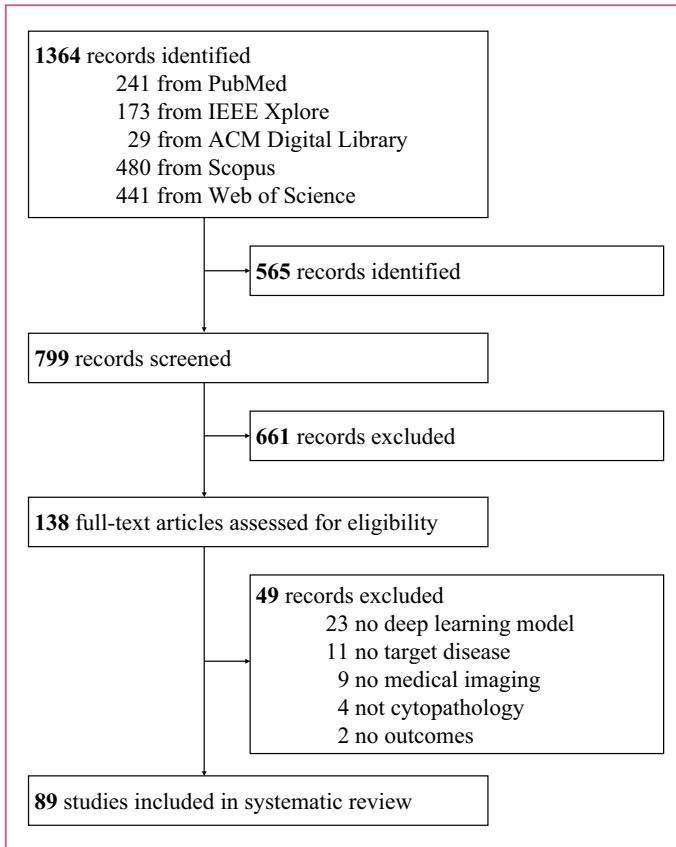 1364 records identified
241 from PubMed
173 from IEEE Xplore
29 from ACM Digital Library
480 from Scopus
441 from Web of Science
565 records identified
799 records screened
661 records excluded
138 full-text articles assessed for eligibility
49 records excluded
23 no deep learning model
11 no target disease
9 no medical imaging
4 not cytopathology
2 no outcomes
89 studies included in systematic review